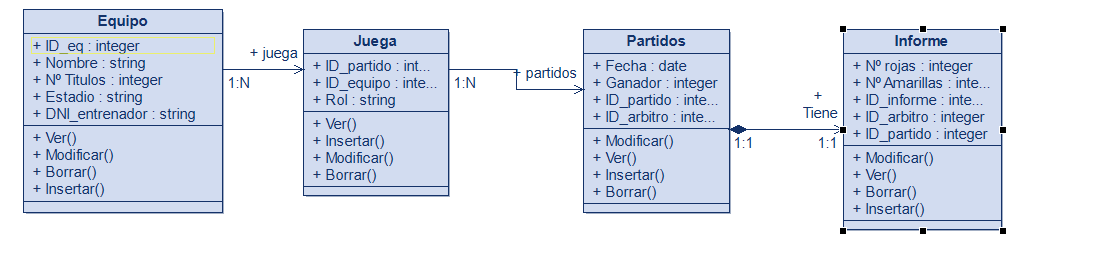 Equipo
+ ID_eq : integer
+ Nombre : string
+ Nº Titulos : integer
+ Estadio : string
+ DNI_entrenador : string
+ Ver()
+ Modificar()
+ Borrar()
+ Insertar()
+ juega
1:N
Juega
+ ID_partido : int...
+ ID_equipo : inte...
+ Rol : string
+ Ver()
+ Insertar()
+ Modificar()
+ Borrar()
+ partidos
1:N
Partidos
+ Fecha : date
+ Ganador : integer
+ ID_partido : inte...
+ ID_arbitro : inte...
+ Modificar()
+ Ver()
+ Insertar()
+ Borrar()
+
Tiene
1:1
1:1
Informe
+ Nº rojas : integer
+ Nº Amarillas : inte...
+ ID_informe : inte...
+ ID_arbitro : integer
+ ID_partido : integer
+ Modificar()
+ Ver()
+ Borrar()
+ Insertar()